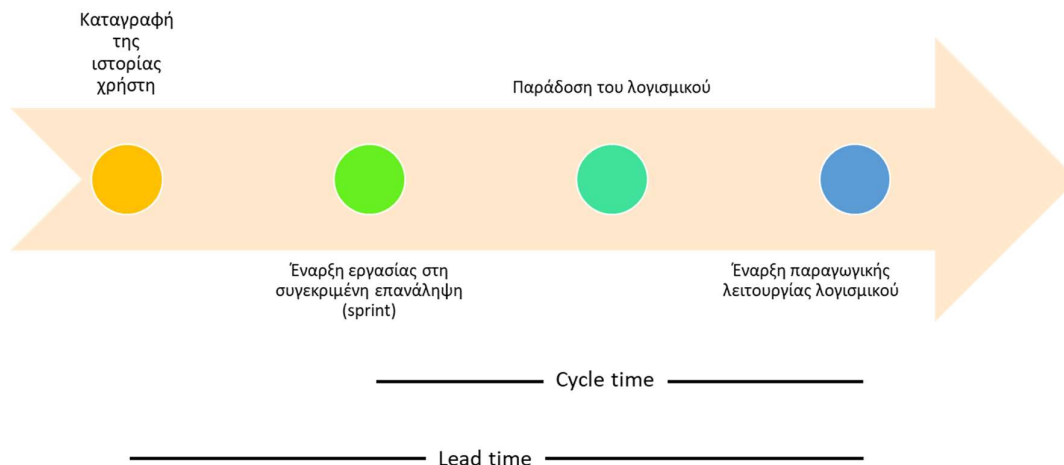 Καταγραφή
της
ιστορίας
χρήστη
Παράδοση του λογισμικού
Έναρξη εργασίας στη
συγεκριμένη επανάληψη
(sprint)
Έναρξη παραγωγικής
λειτουργίας λογισμικού
Cycle time
Lead time